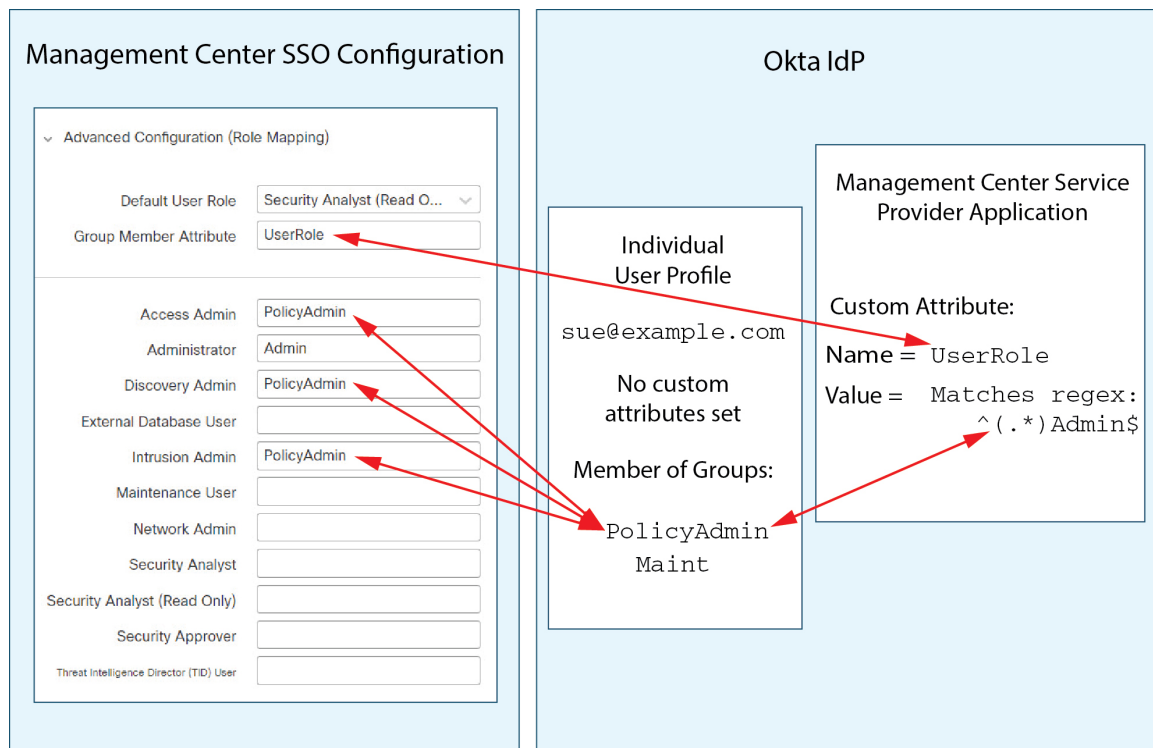 Management Center SSO Configuration
Advanced Configuration (Role Mapping)
Default User Role Security Analyst (Read O...
Group Member Attribute UserRole
Access Admin PolicyAdmin
Administrator Admin
Discovery Admin PolicyAdmin
External Database User
Intrusion Admin PolicyAdmin
Maintenance User
Network Admin
Security Analyst
Security Analyst (Read Only)
Security Approver
Threat Intelligence Director (TID) User
Okta IdP
Individual
User Profile
sue@example.com
No custom
attributes set
Member of Groups:
PolicyAdmin
Maint
Management Center Service
Provider Application
Custom Attribute:
Name = UserRole
Value = Matches regex:
^(.*)Admin$